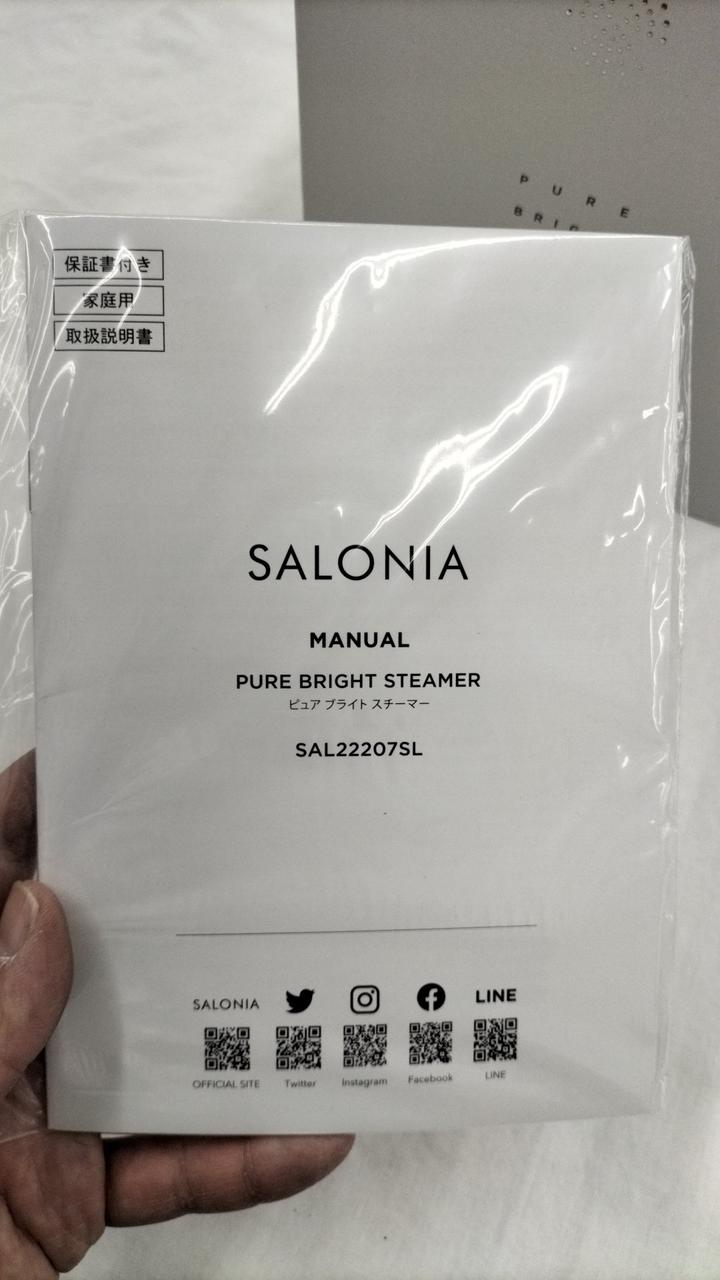 PURE
BRIG
保証書付き
家庭用
取扱説明書
SALONIA
MANUAL
PURE BRIGHT STEAMER
ピュア ブライト スチーマー
SAL22207SL
SALONIA
LINE
OFFICIAL SITE
Twitter
Instagram
Facebook
LINE